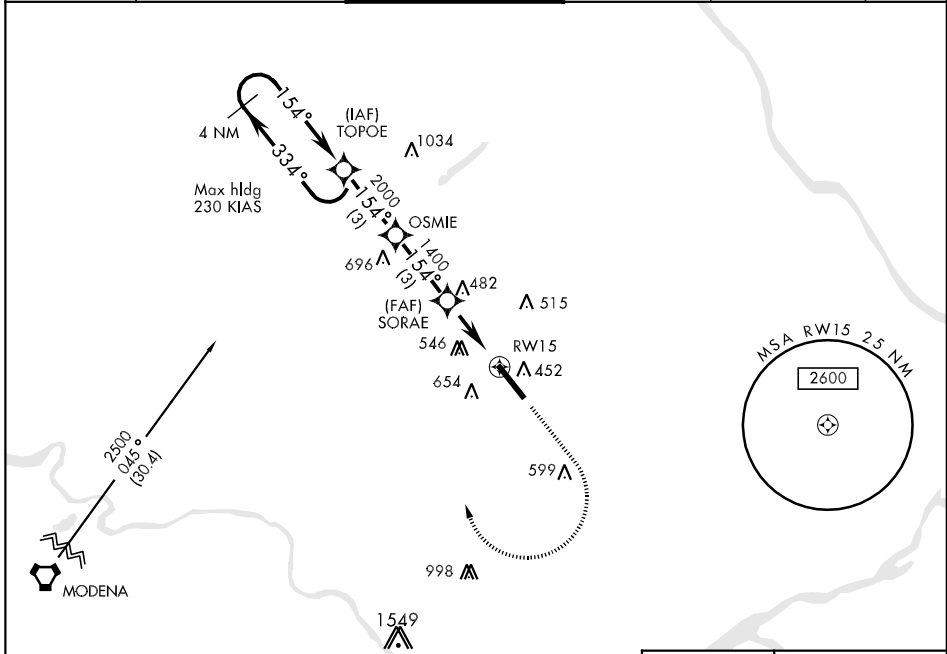 154°
4 NM
334°
(IAF)
TOPOE
1034
Max hldg
230 KIAS
2000
154°
(3)
OSMIE
696
1400
154°
(3)
482
(FAF)
SORAE
515
546
RW15
452
654
MSA RW15 25 NM
2600
2500
045°
(30.4)
599
MODENA
998
1549